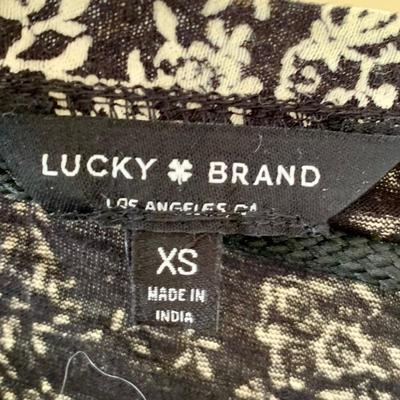 LUCKY BRAND
LOS ANGELES CA
XS
MADE IN
INDIA